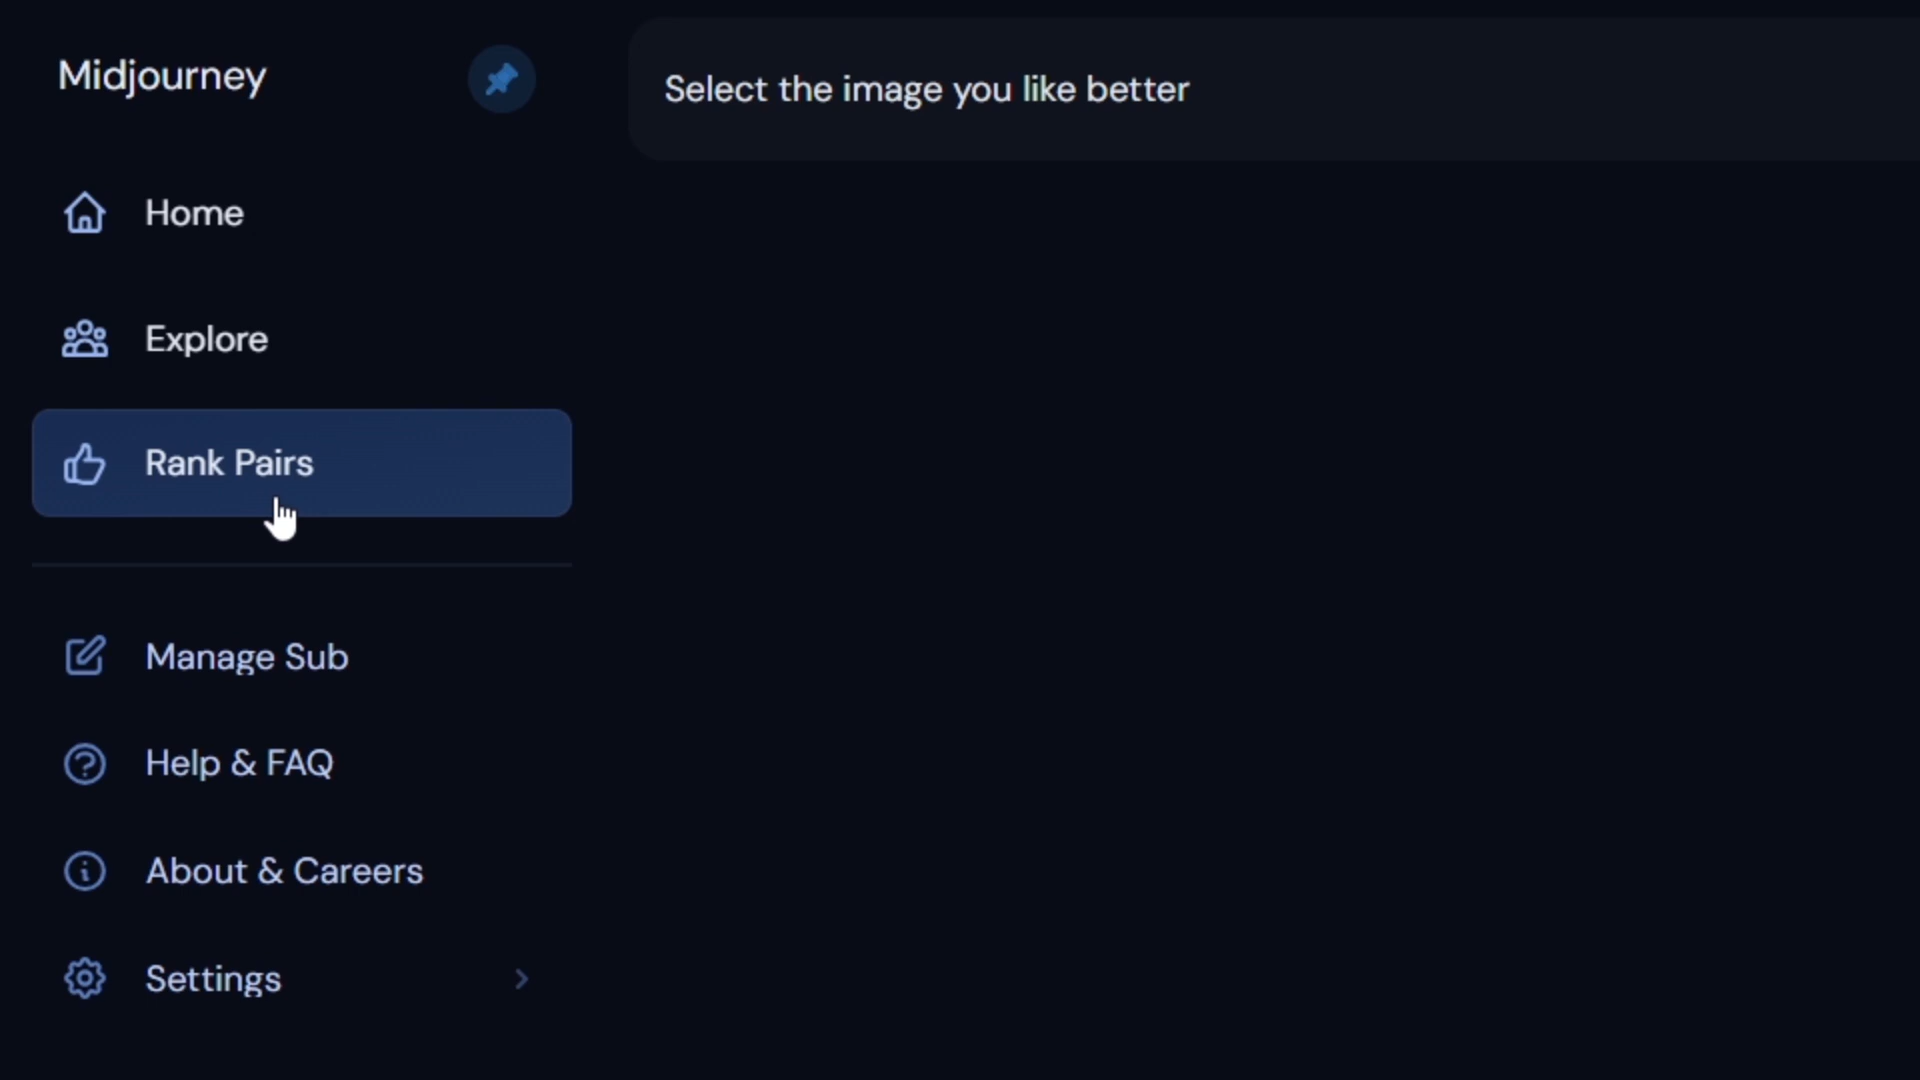 Midjourney
Select the image you like better
Home
Explore
Rank Pairs
Manage Sub
Help & FAQ
About & Careers
Settings